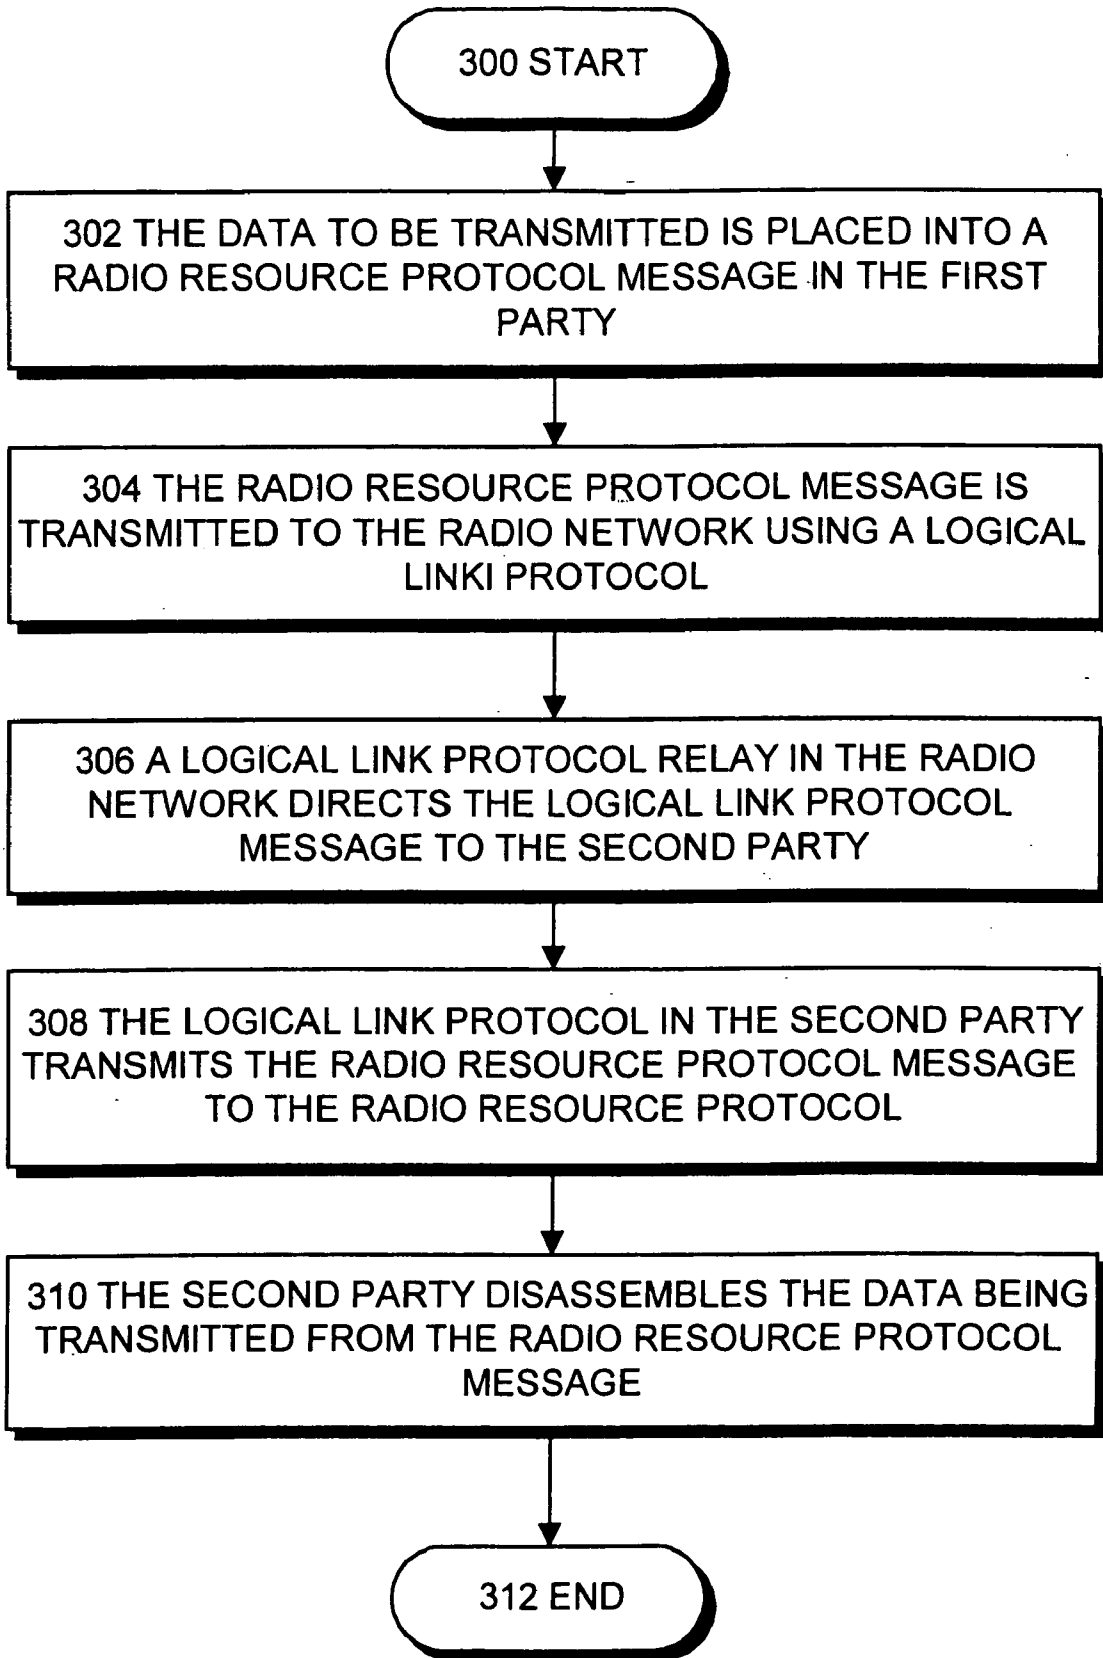 300 START
302 THE DATA TO BE TRANSMITTED IS PLACED INTO A
RADIO RESOURCE PROTOCOL MESSAGE IN THE FIRST
PARTY
304 THE RADIO RESOURCE PROTOCOL MESSAGE IS
TRANSMITTED TO THE RADIO NETWORK USING A LOGICAL
LINKI PROTOCOL
306 A LOGICAL LINK PROTOCOL RELAY IN THE RADIO
NETWORK DIRECTS THE LOGICAL LINK PROTOCOL
MESSAGE TO THE SECOND PARTY
308 THE LOGICAL LINK PROTOCOL IN THE SECOND PARTY
TRANSMITS THE RADIO RESOURCE PROTOCOL MESSAGE
TO THE RADIO RESOURCE PROTOCOL
310 THE SECOND PARTY DISASSEMBLES THE DATA BEING
TRANSMITTED FROM THE RADIO RESOURCE PROTOCOL
MESSAGE
312 END